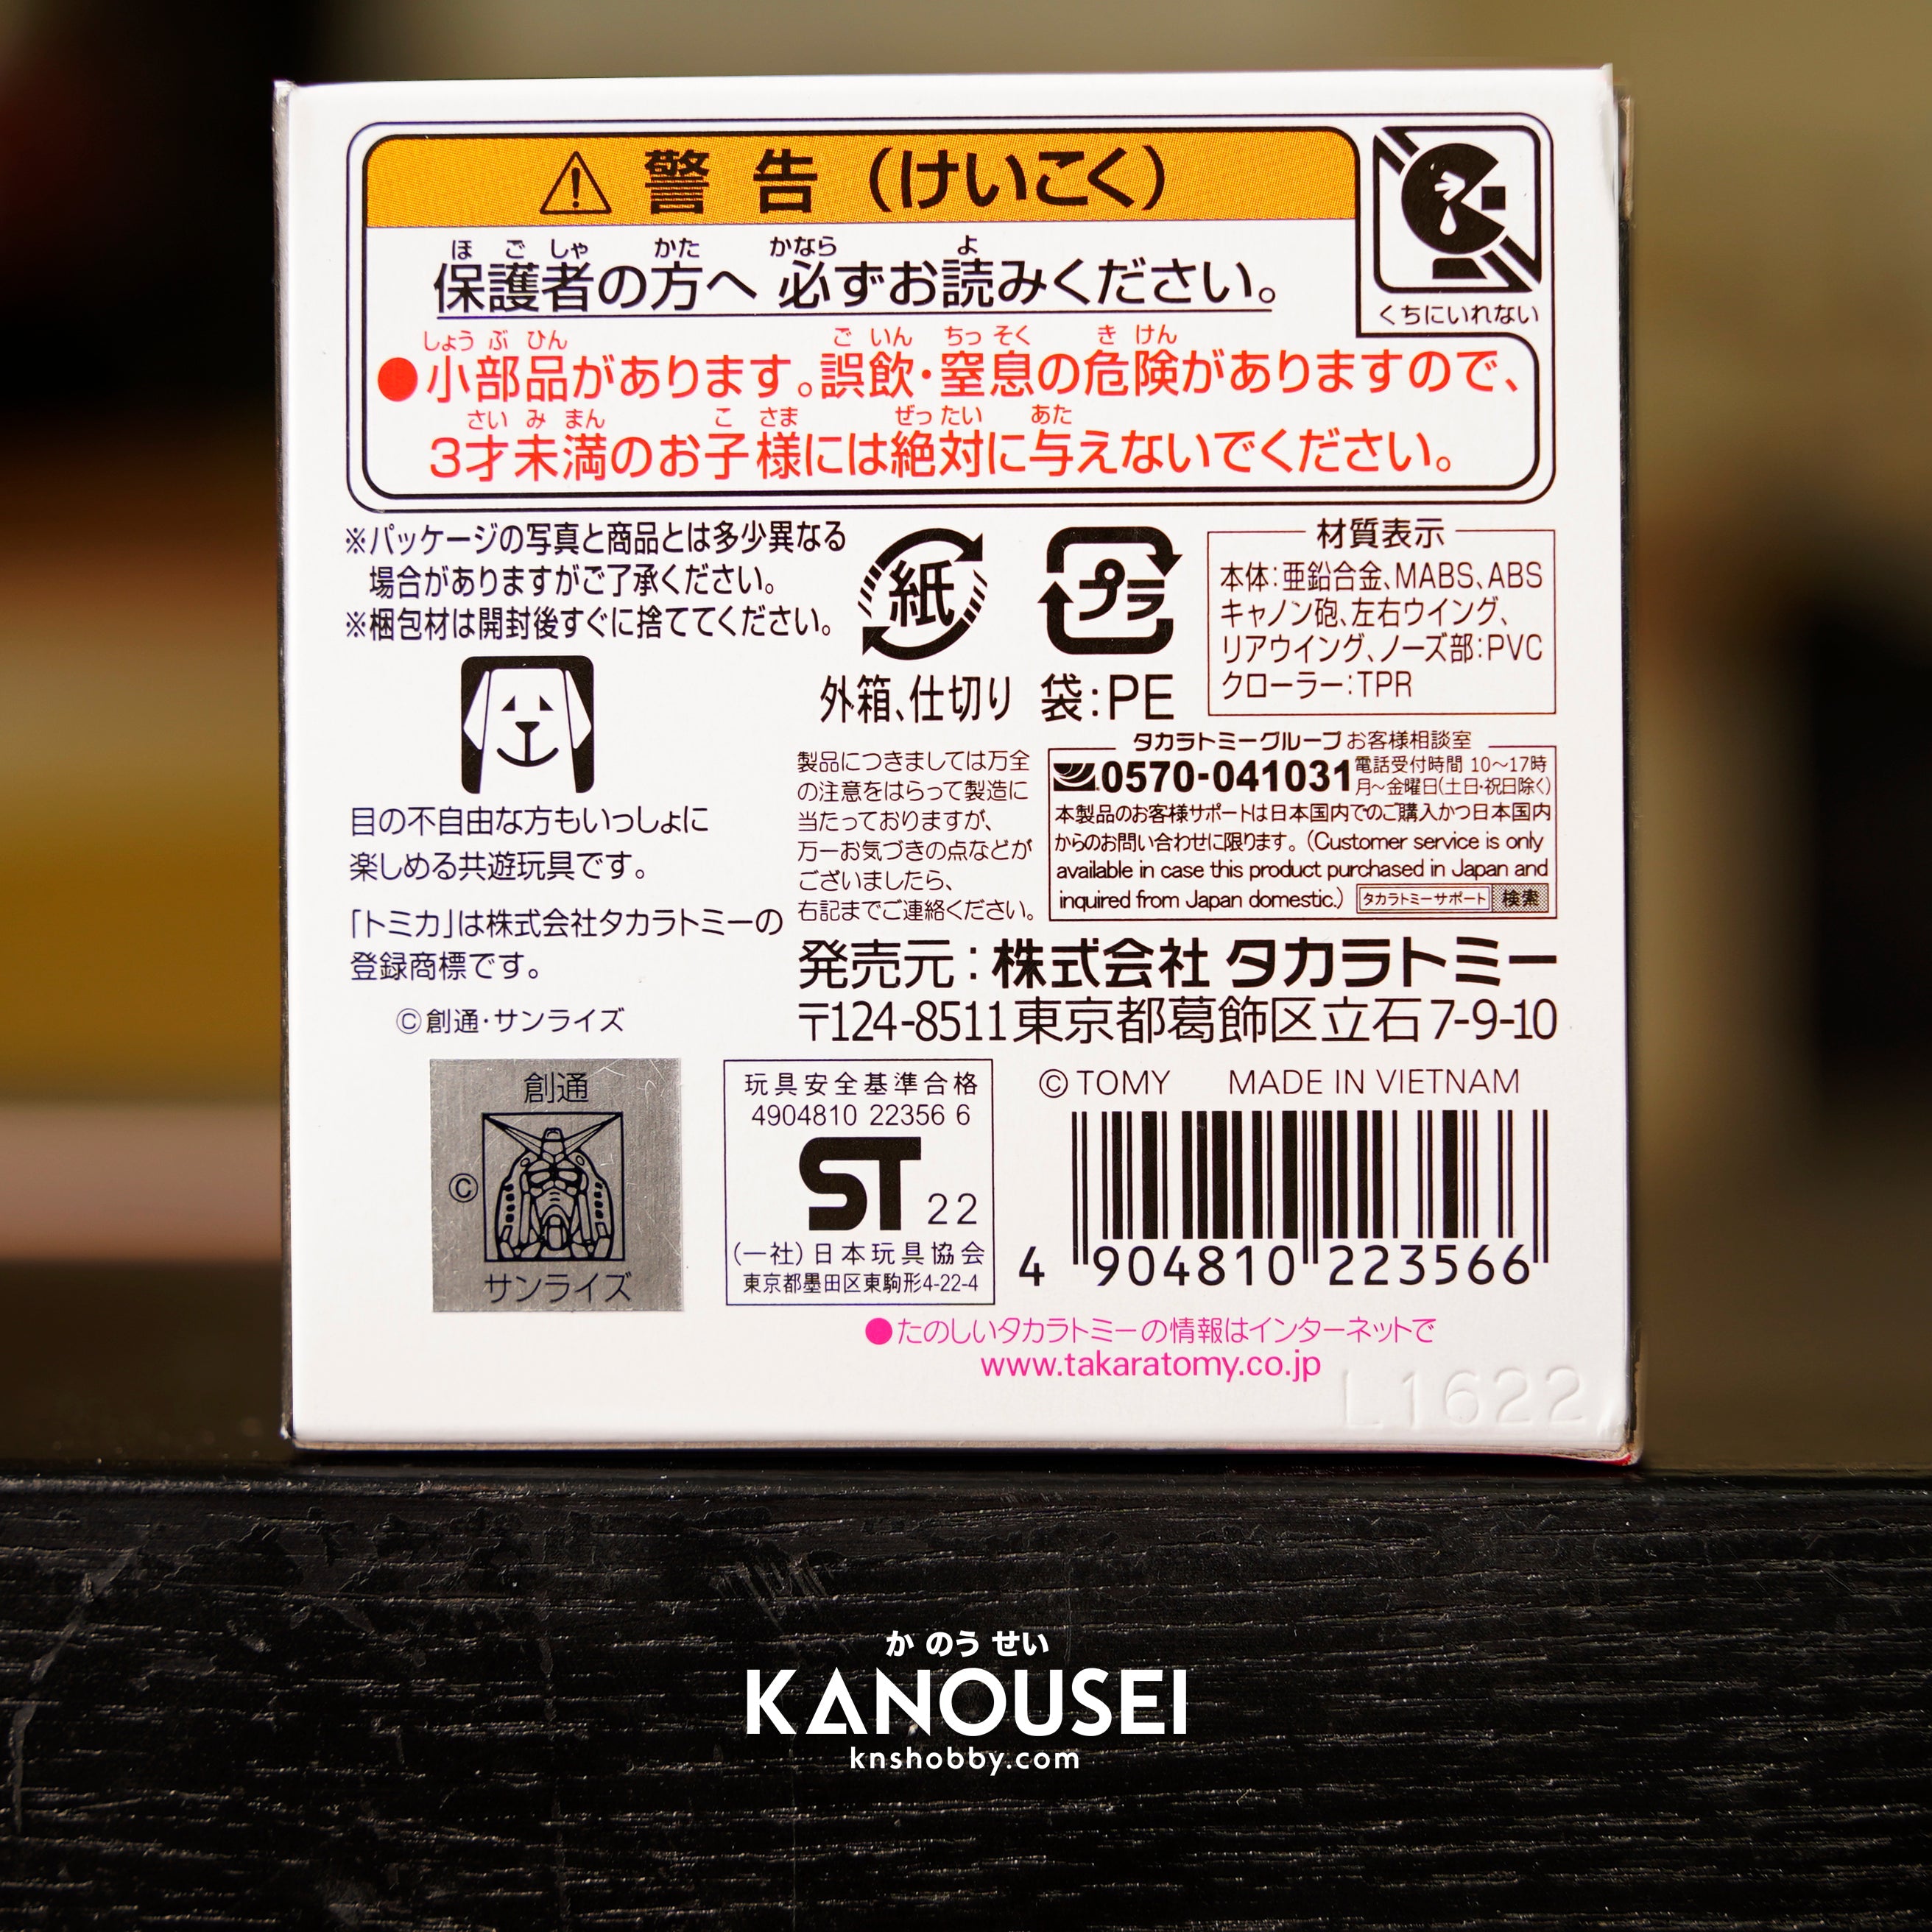 警告（けいこく）
くちにいれない
ほごしゃ かた かなら よ
保護者の方へ 必ずお読みください。
しょうぶひん ごいん ちっそく きけん
●小部品があります。誤飲・窒息の危険がありますので、
さいみまん こさま ぜったい あた
3才未満のお子様には絶対に与えないでください。
※パッケージの写真と商品とは多少異なる
場合がありますがご了承ください。
※梱包材は開封後すぐに捨ててください。
紙
外箱、仕切り
プラ
袋：PE
材質表示
本体：亜鉛合金、MABS、ABS
キャノン砲、左右ウイング、
リアウイング、ノーズ部：PVC
クローラー：TPR
目の不自由な方もいっしょに
楽しめる共遊玩具です。
「トミカ」は株式会社タカラトミーの
登録商標です。
©創通・サンライズ
製品につきましては万全
の注意をはらって製造に
当たっておりますが、
万一お気づきの点などが
ございましたら、
右記までご連絡ください。
タカラトミーグループ お客様相談室
0570-041031 電話受付時間 10〜17時
月〜金曜日(土日・祝日除く)
本製品のお客様サポートは日本国内でのご購入かつ日本国内
からのお問い合わせに限ります。(Customer service is only
available in case this product purchased in Japan and
inquired from Japan domestic.) タカラトミーサポート 検索
発売元：株式会社 タカラトミー
〒124-8511東京都葛飾区立石7-9-10
創通
©
サンライズ
玩具安全基準合格
4904810 22356 6
ST 22
(一社)日本玩具協会
東京都墨田区東駒形4-22-4
© TOMY MADE IN VIETNAM
4 904810 223566
●たのしいタカラトミーの情報はインターネットで
www.takaratomy.co.jp
L1622
か のう せい
KANOUSEI
knshobby.com